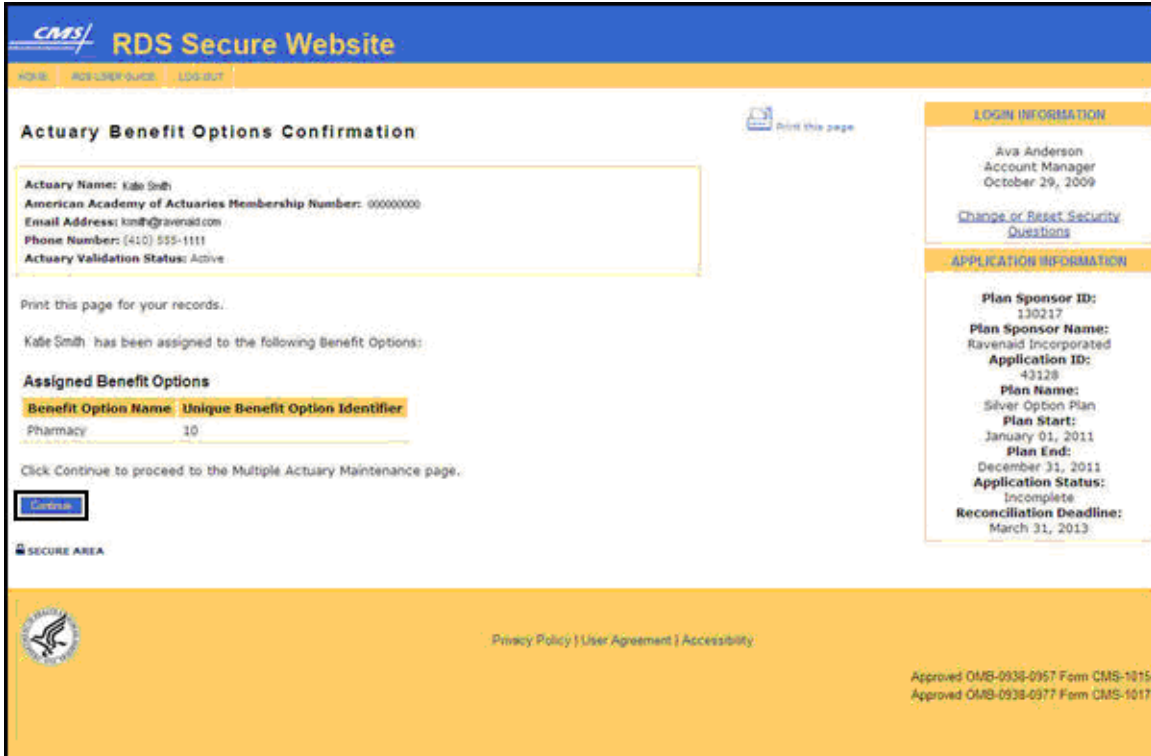 CMS/ RDS Secure Website
HOME RDS USER GUIDE LOG OUT
Actuary Benefit Options Confirmation
Print this page
Actuary Name: Katie Smith
American Academy of Actuaries Membership Number: 000000000
Email Address: ksmith@ravenaid.com
Phone Number: (410) 555-1111
Actuary Validation Status: Active
Print this page for your records.
Katie Smith has been assigned to the following Benefit Options:
Assigned Benefit Options
Benefit Option Name Unique Benefit Option Identifier
Pharmacy 10
Click Continue to proceed to the Multiple Actuary Maintenance page.
Continue
SECURE AREA
LOGIN INFORMATION
Ava Anderson
Account Manager
October 29, 2009
Change or Reset Security
Questions
APPLICATION INFORMATION
Plan Sponsor ID:
130217
Plan Sponsor Name:
Ravenaid Incorporated
Application ID:
43128
Plan Name:
Silver Option Plan
Plan Start:
January 01, 2011
Plan End:
December 31, 2011
Application Status:
Incomplete
Reconciliation Deadline:
March 31, 2013
Privacy Policy | User Agreement | Accessibility
Approved OMB-0938-0957 Form CMS-1015
Approved OMB-0938-0977 Form CMS-1017